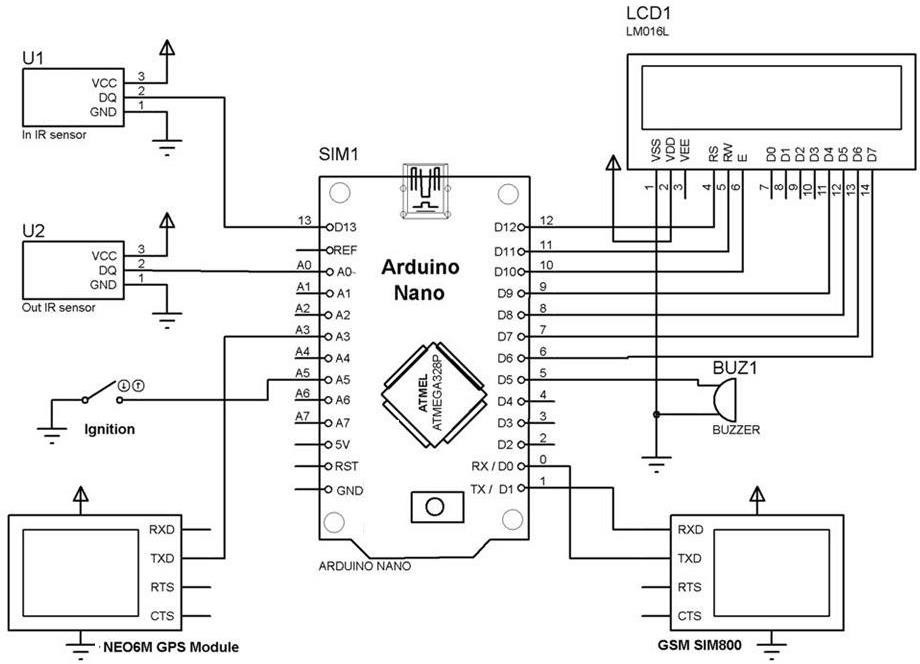 LCD1
LM016L
VSS
VDD
VEE
RS
RW
E
D0
D1
D2
D3
D4
D5
D6
D7
1
2
3
4
5
6
7
8
9
10
11
12
13
14
U1
VCC 3
DQ 2
GND 1
In IR sensor
U2
VCC 3
DQ 2
GND 1
Out IR sensor
Ignition
SIM1
13 D13
REF
A0 A0
A1 A1
A2 A2
A3 A3
A4 A4
A5 A5
A6 A6
A7 A7
5V
RST
GND
Arduino
Nano
ATMEL
ATMEGA328P
D12 12
D11 11
D10 10
D9 9
D8 8
D7 7
D6 6
D5 5
D4 4
D3 3
D2 2
RX / D0 0
TX / D1 1
ARDUINO NANO
BUZ1
BUZZER
RXD
TXD
RTS
CTS
NEO6M GPS Module
RXD
TXD
RTS
CTS
GSM SIM800